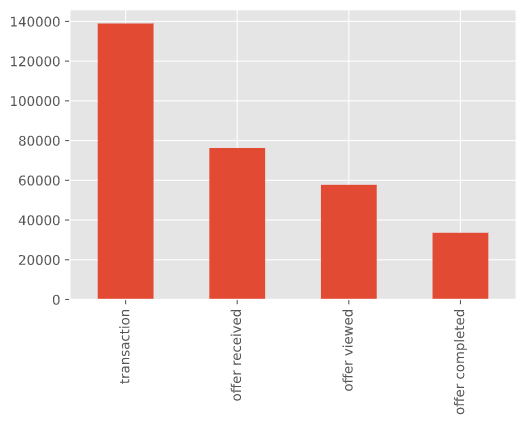 140000
120000
100000
80000
60000
40000
20000
0
transaction
offer received
offer viewed
offer completed